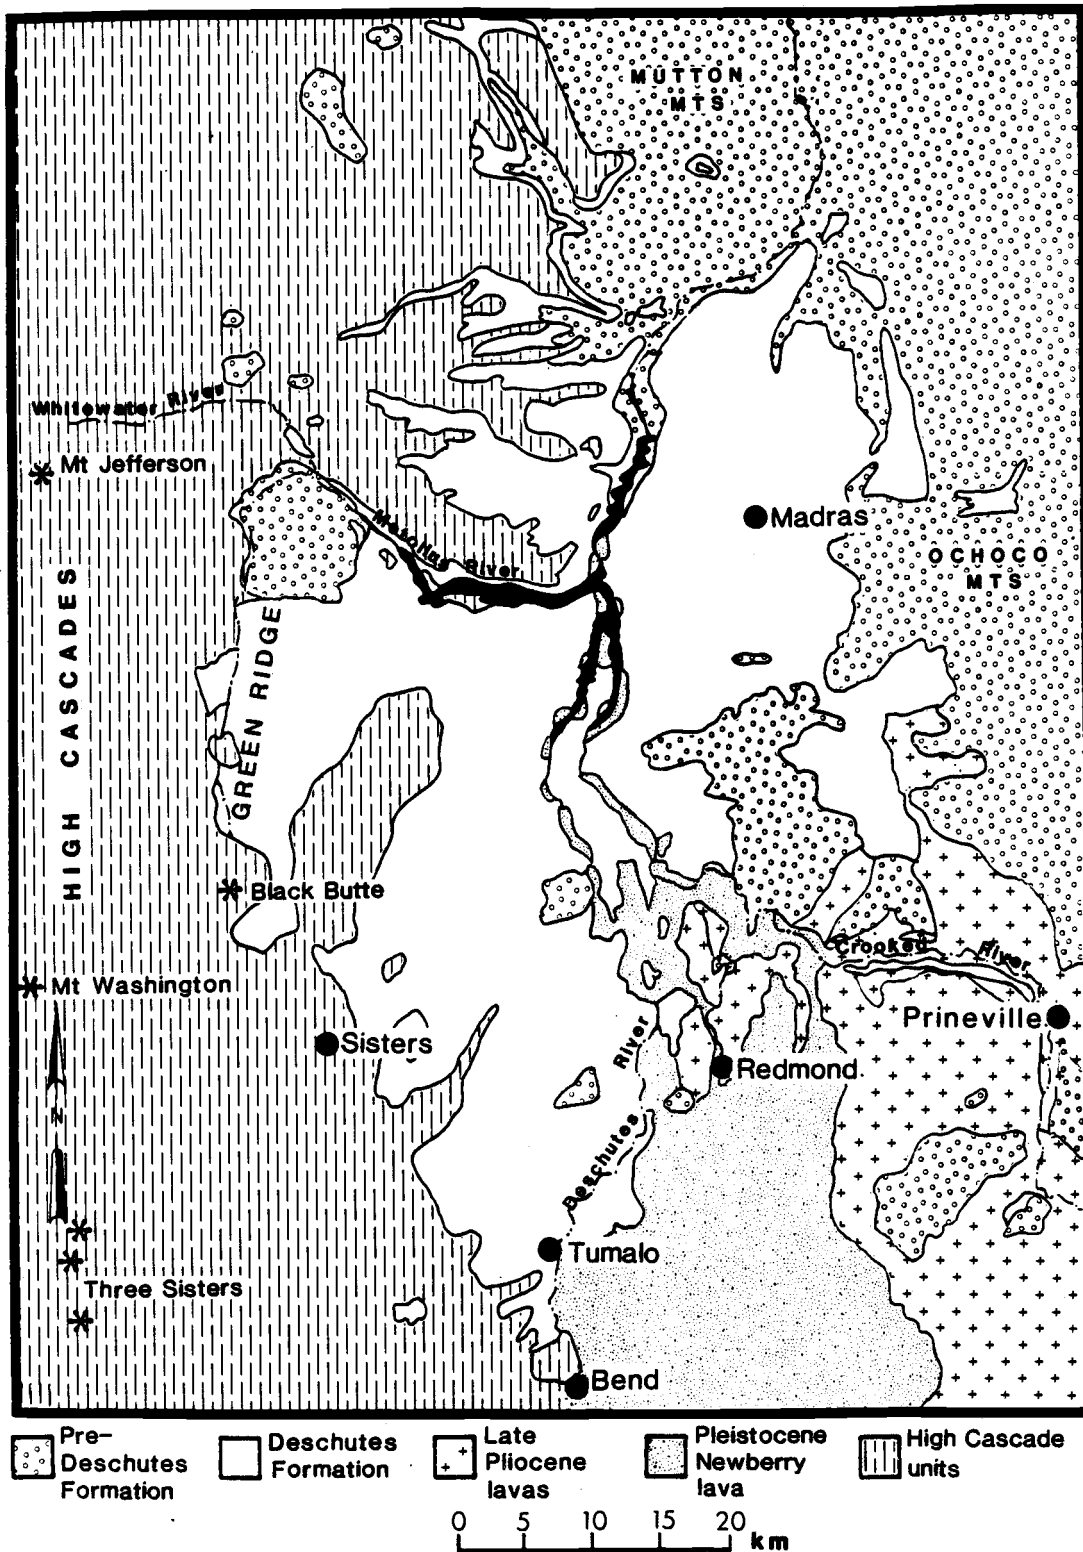 MUTTON
MTS
Whitewater River
Mt Jefferson
Metolius River
Madras
OCHOCO
MTS
HIGH CASCADES
GREEN RIDGE
Black Butte
Crooked River
Mt Washington
Prineville
Sisters
River
Redmond
N
Deschutes
Tumalo
Three Sisters
Bend
Pre-
Deschutes
Formation
Deschutes
Formation
Late
Pliocene
lavas
Pleistocene
Newberry
lava
High Cascade
units
0 5 10 15 20 km